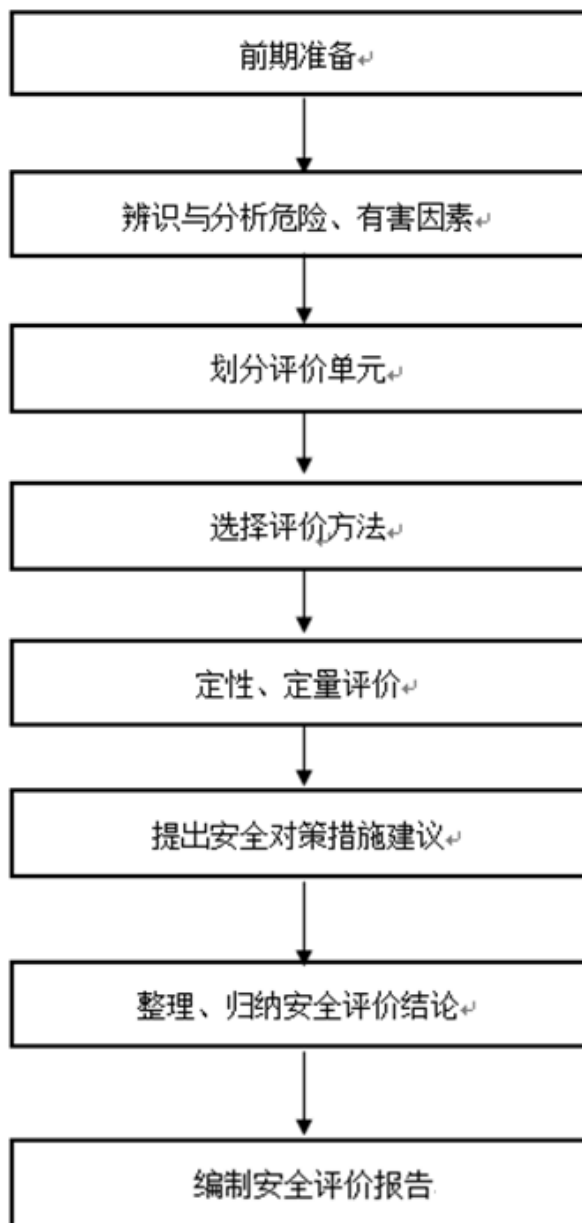 前期准备
辨识与分析危险、有害因素
划分评价单元
选择评价方法
定性、定量评价
提出安全对策措施建议
整理、归纳安全评价结论
编制安全评价报告